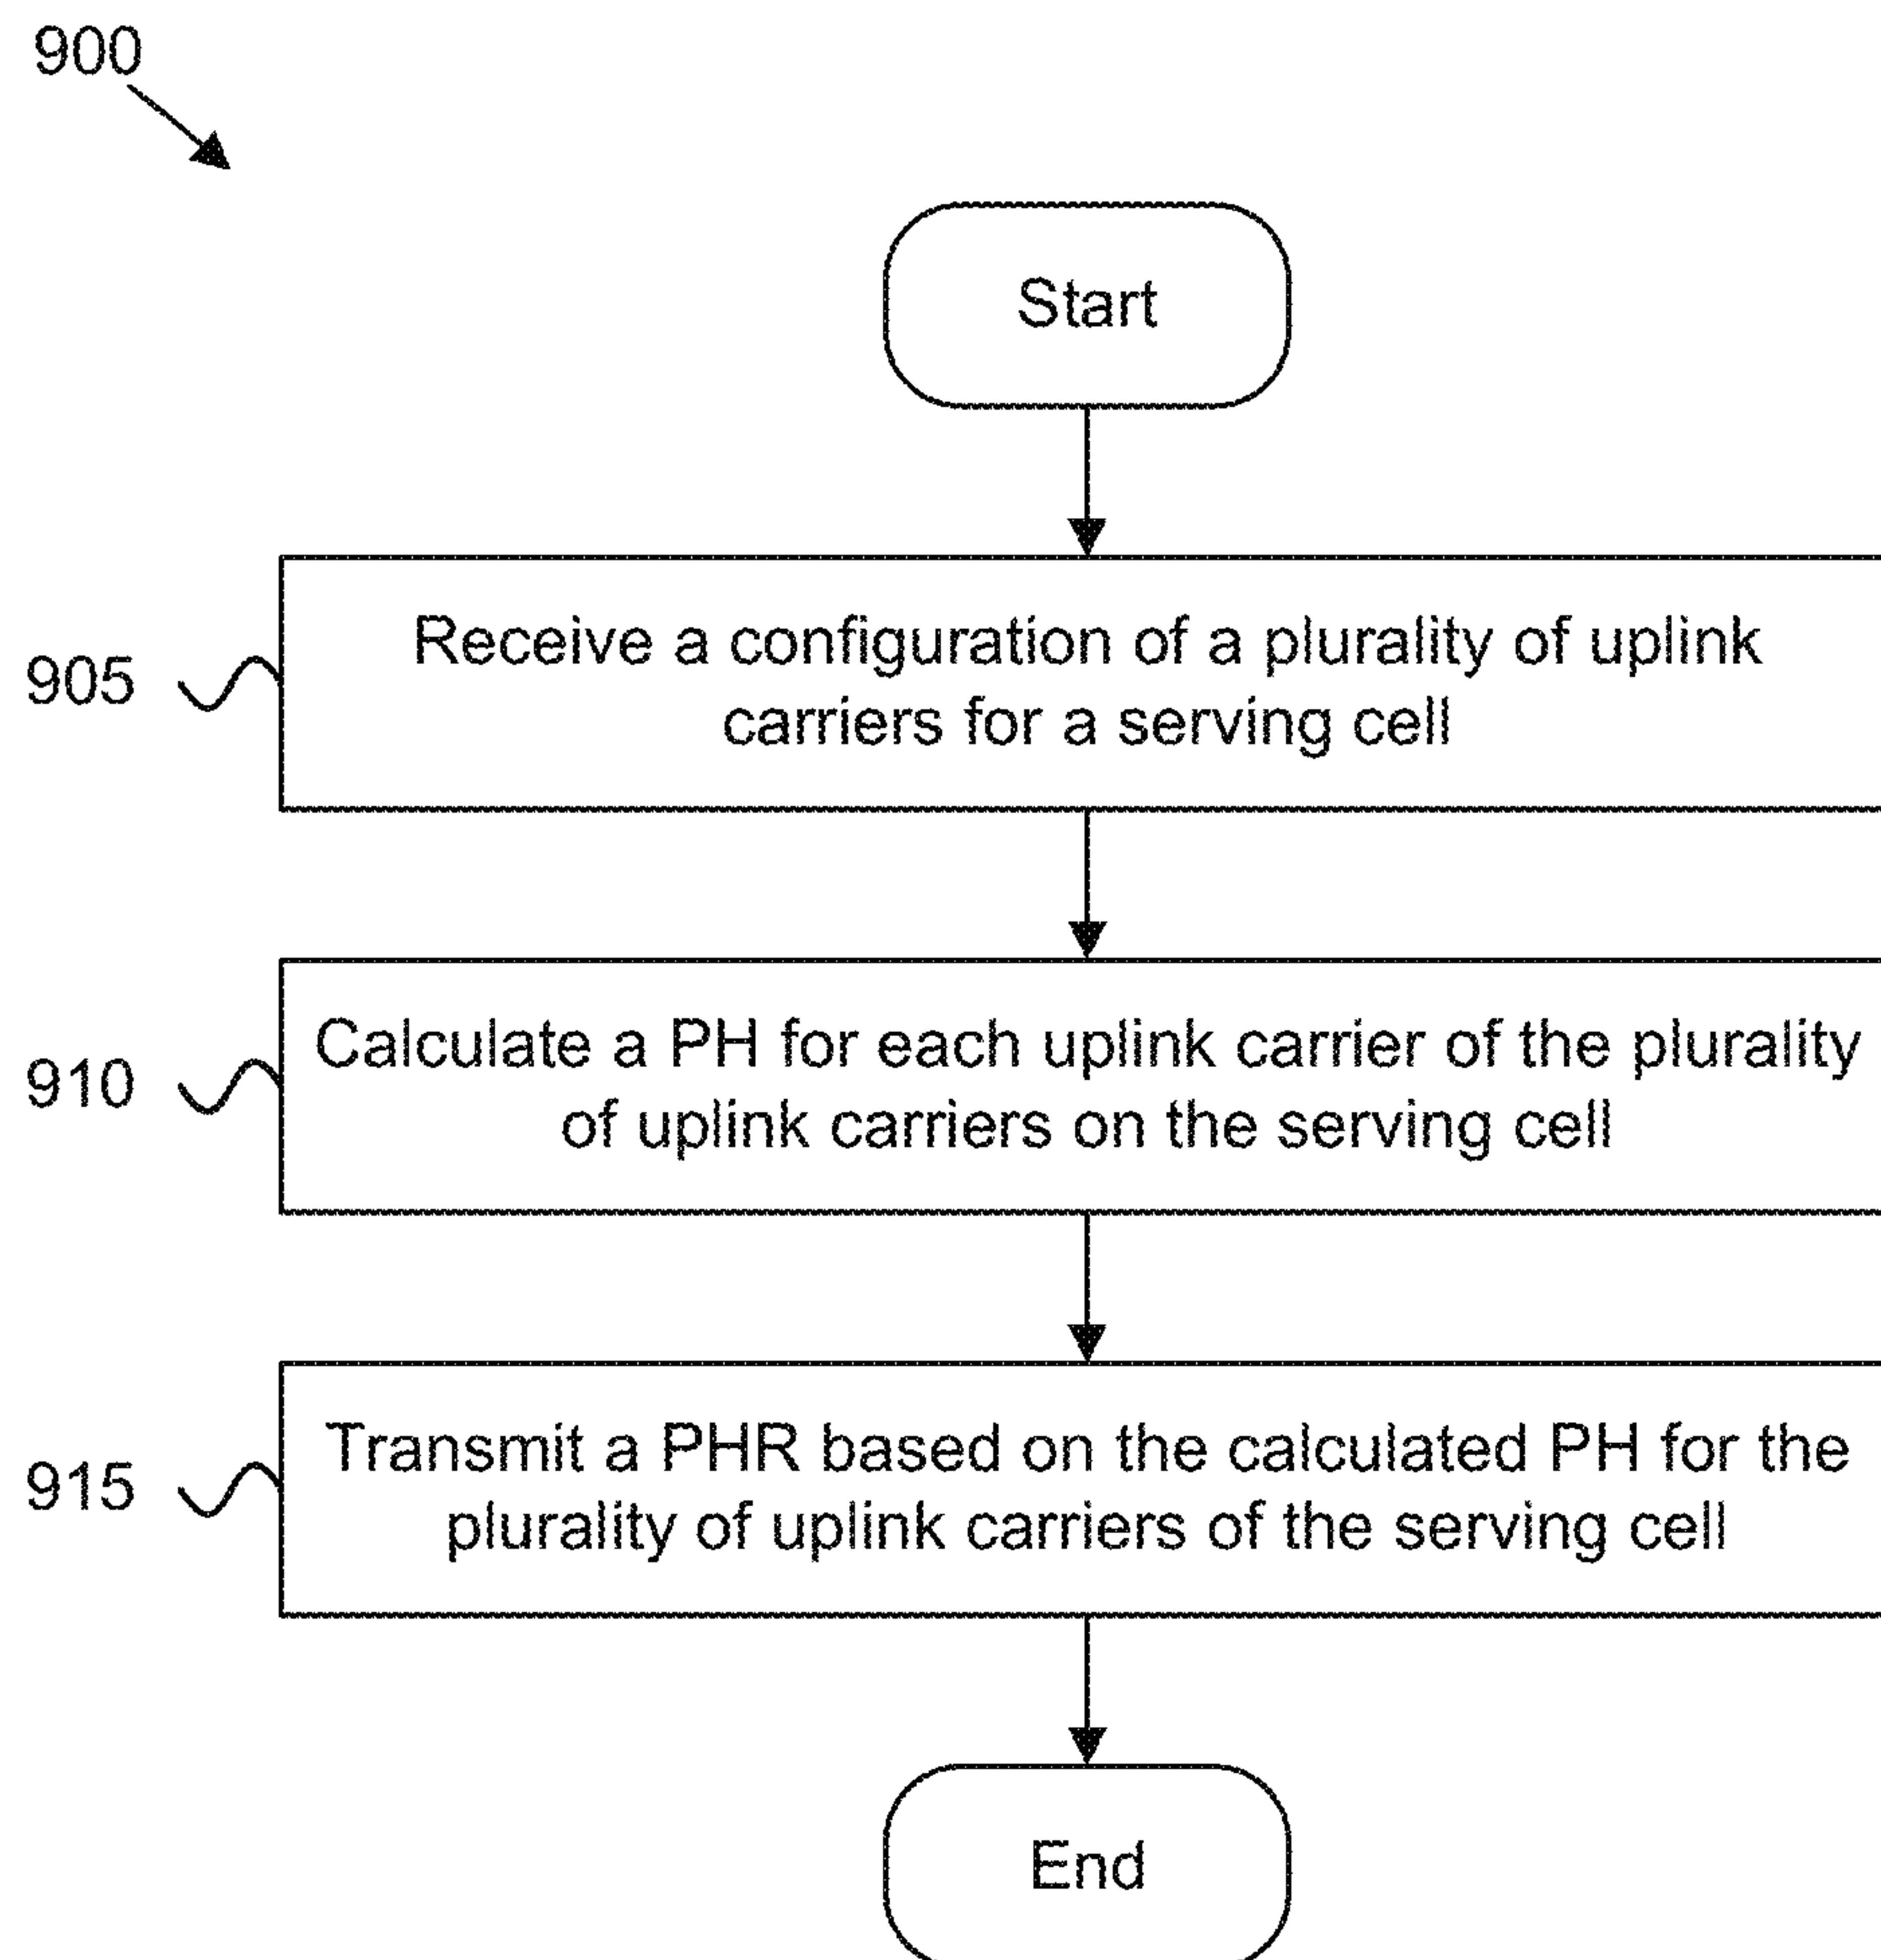 900
Start
905
Receive a configuration of a plurality of uplink
carriers for a serving cell
910
Calculate a PH for each uplink carrier of the plurality
of uplink carriers on the serving cell
915
Transmit a PHR based on the calculated PH for the
plurality of uplink carriers of the serving cell
End